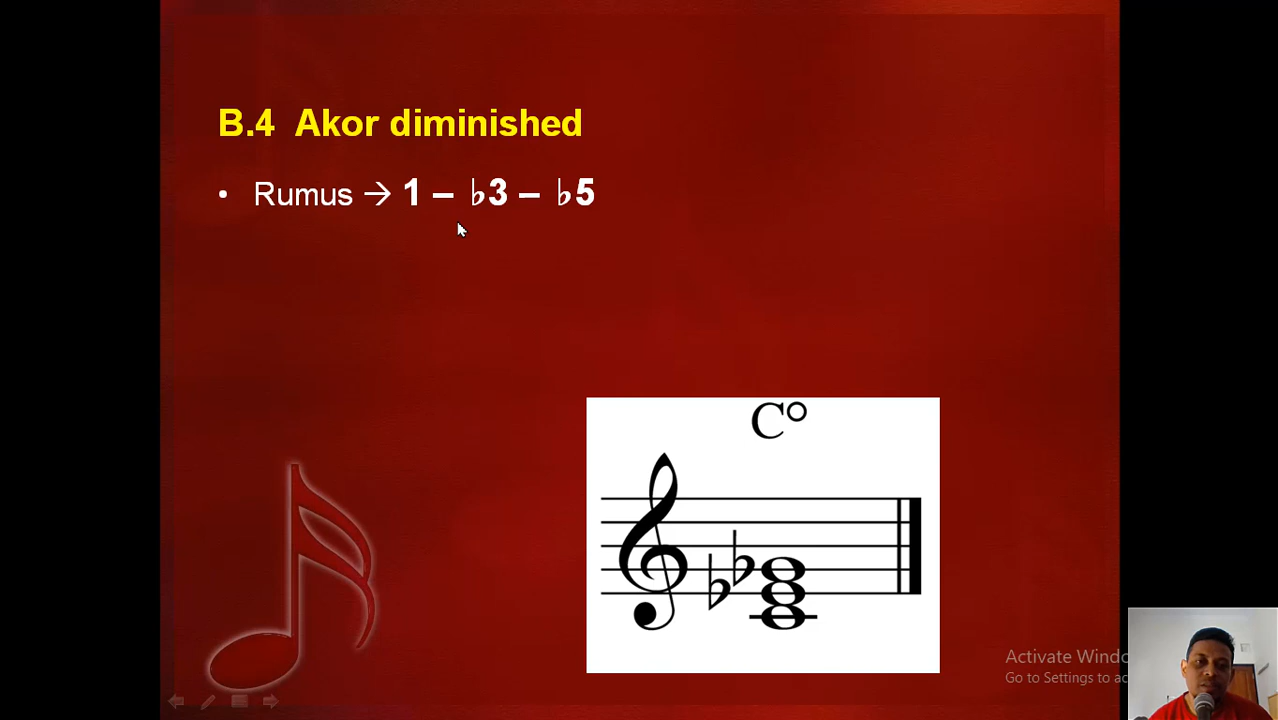 B.4 Akor diminished
• Rumus → 1 – ♭3 – ♭5
C°
Activate Windo
Go to Settings to ac